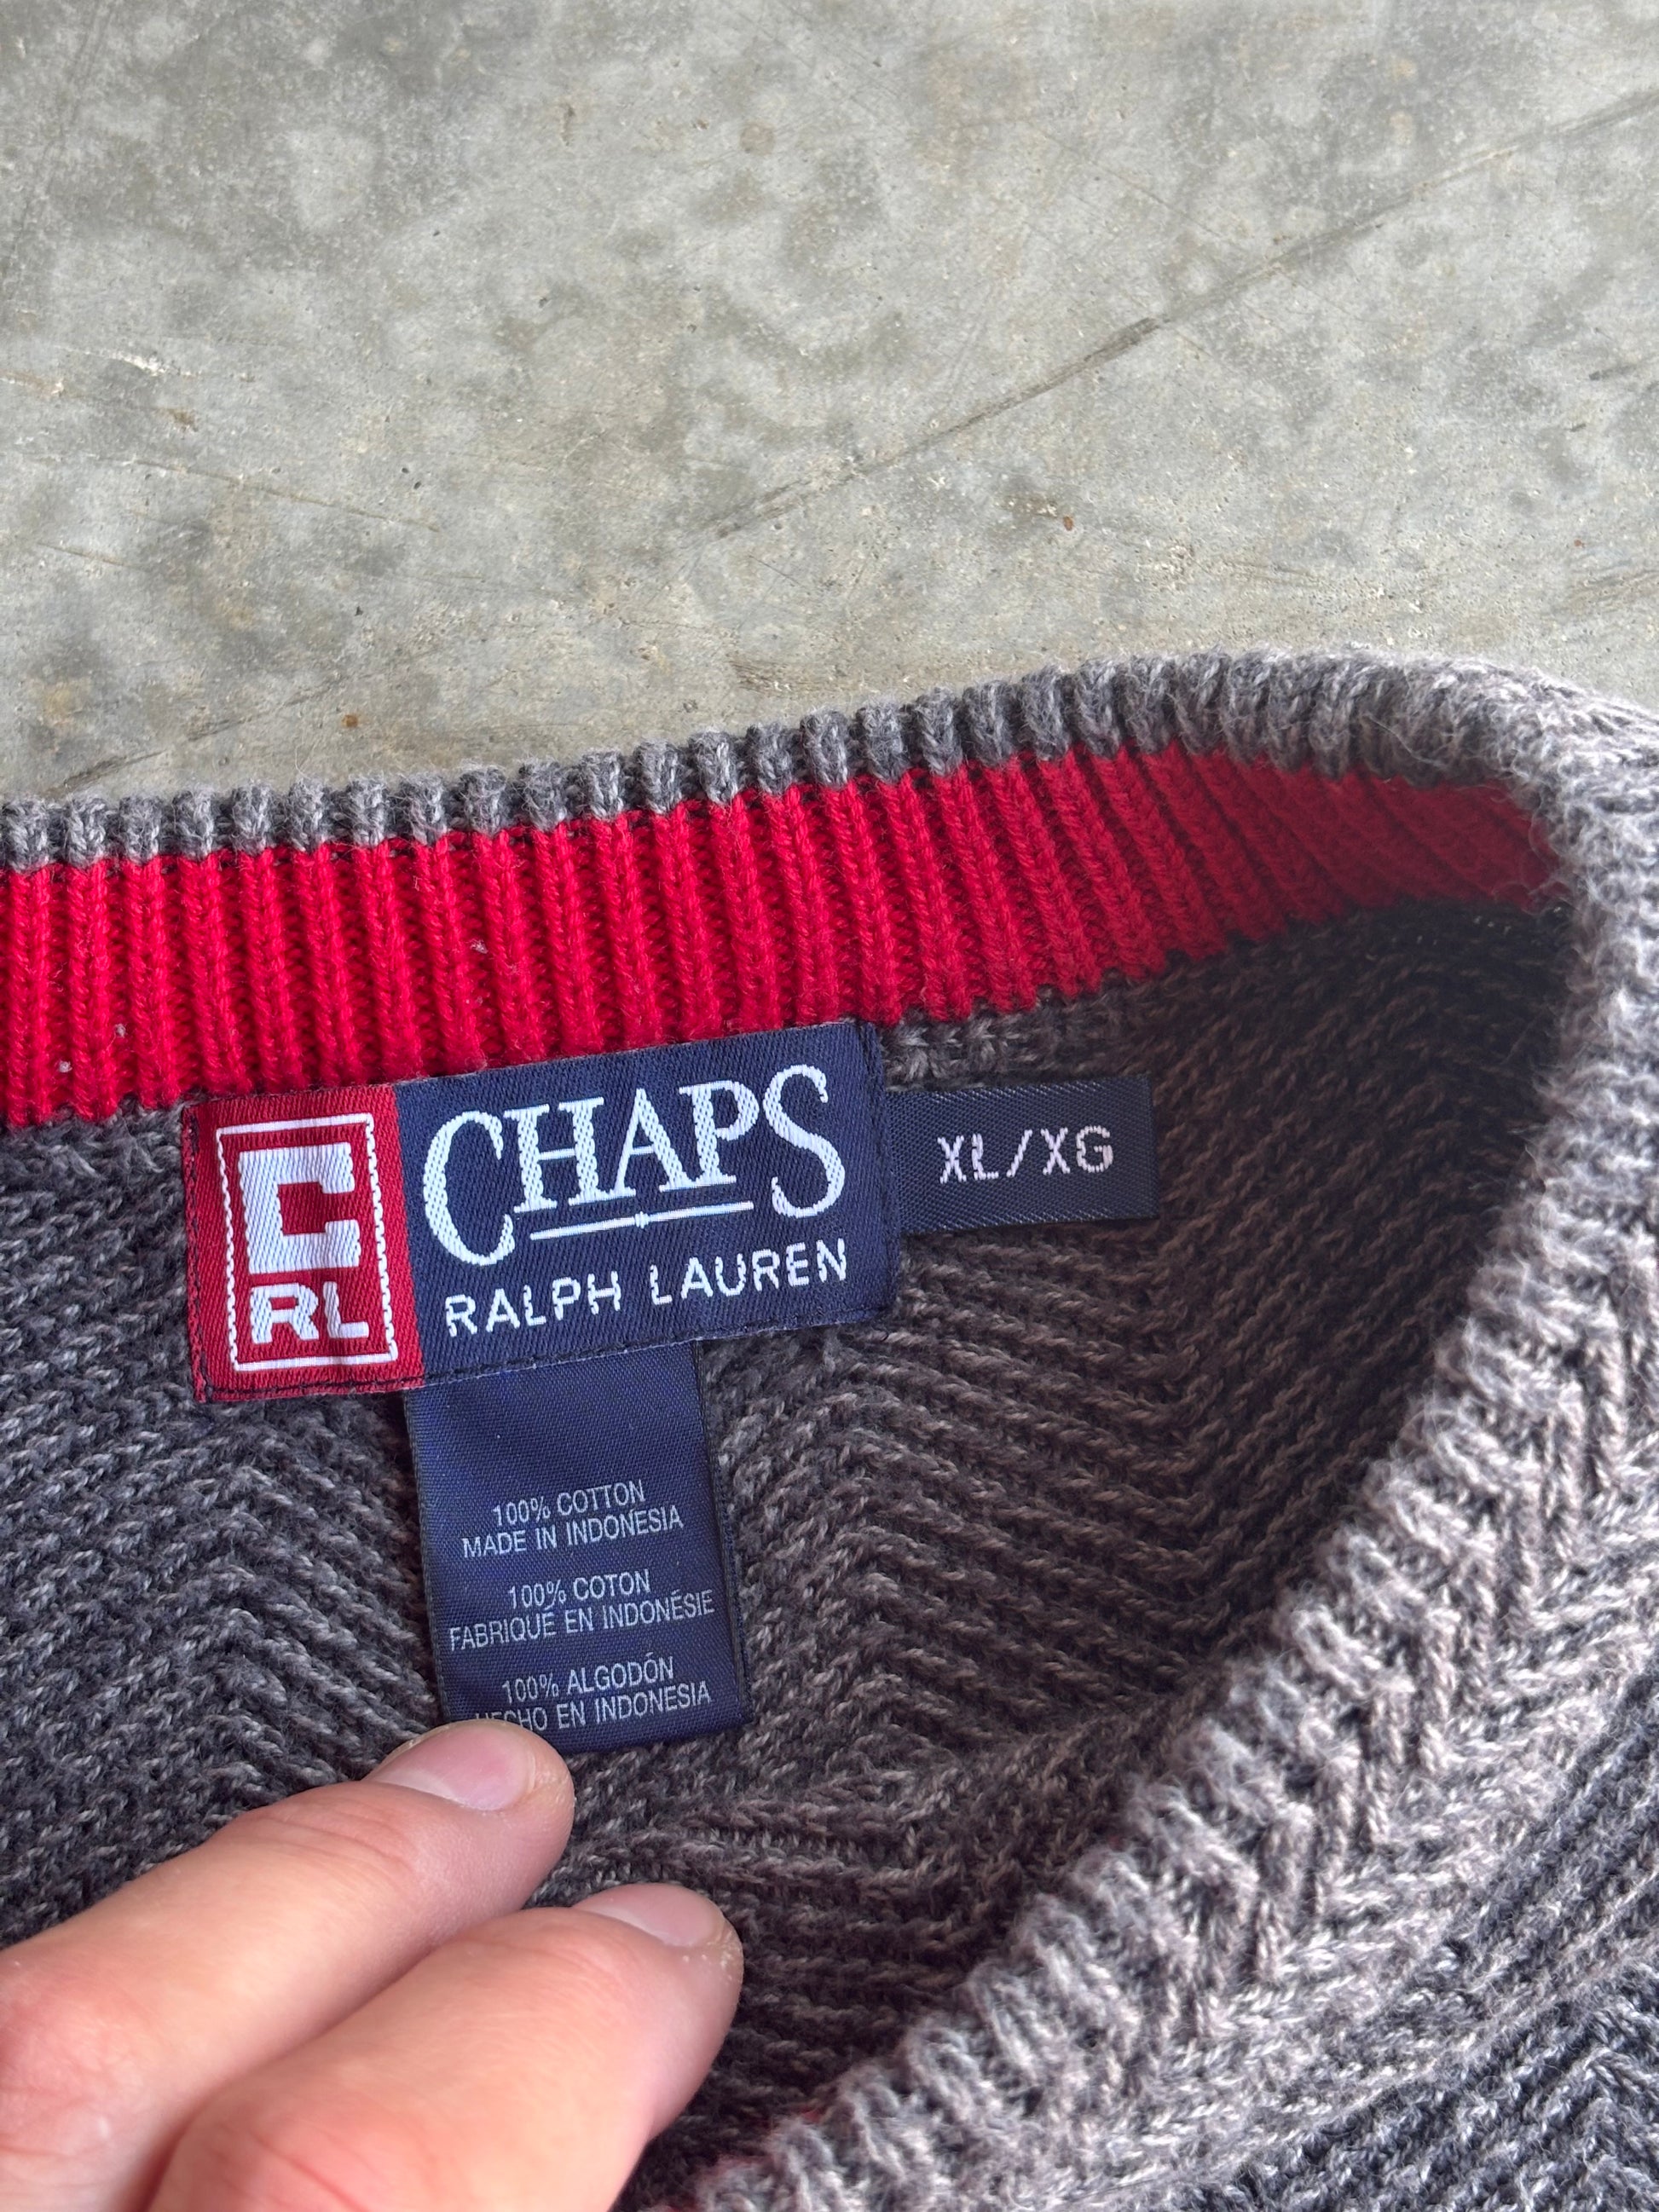 C
RL
CHAPS
RALPH LAUREN
XL/XG
100% COTTON
MADE IN INDONESIA
100% COTON
FABRIQUÉ EN INDONÉSIE
100% ALGODÓN
HECHO EN INDONESIA